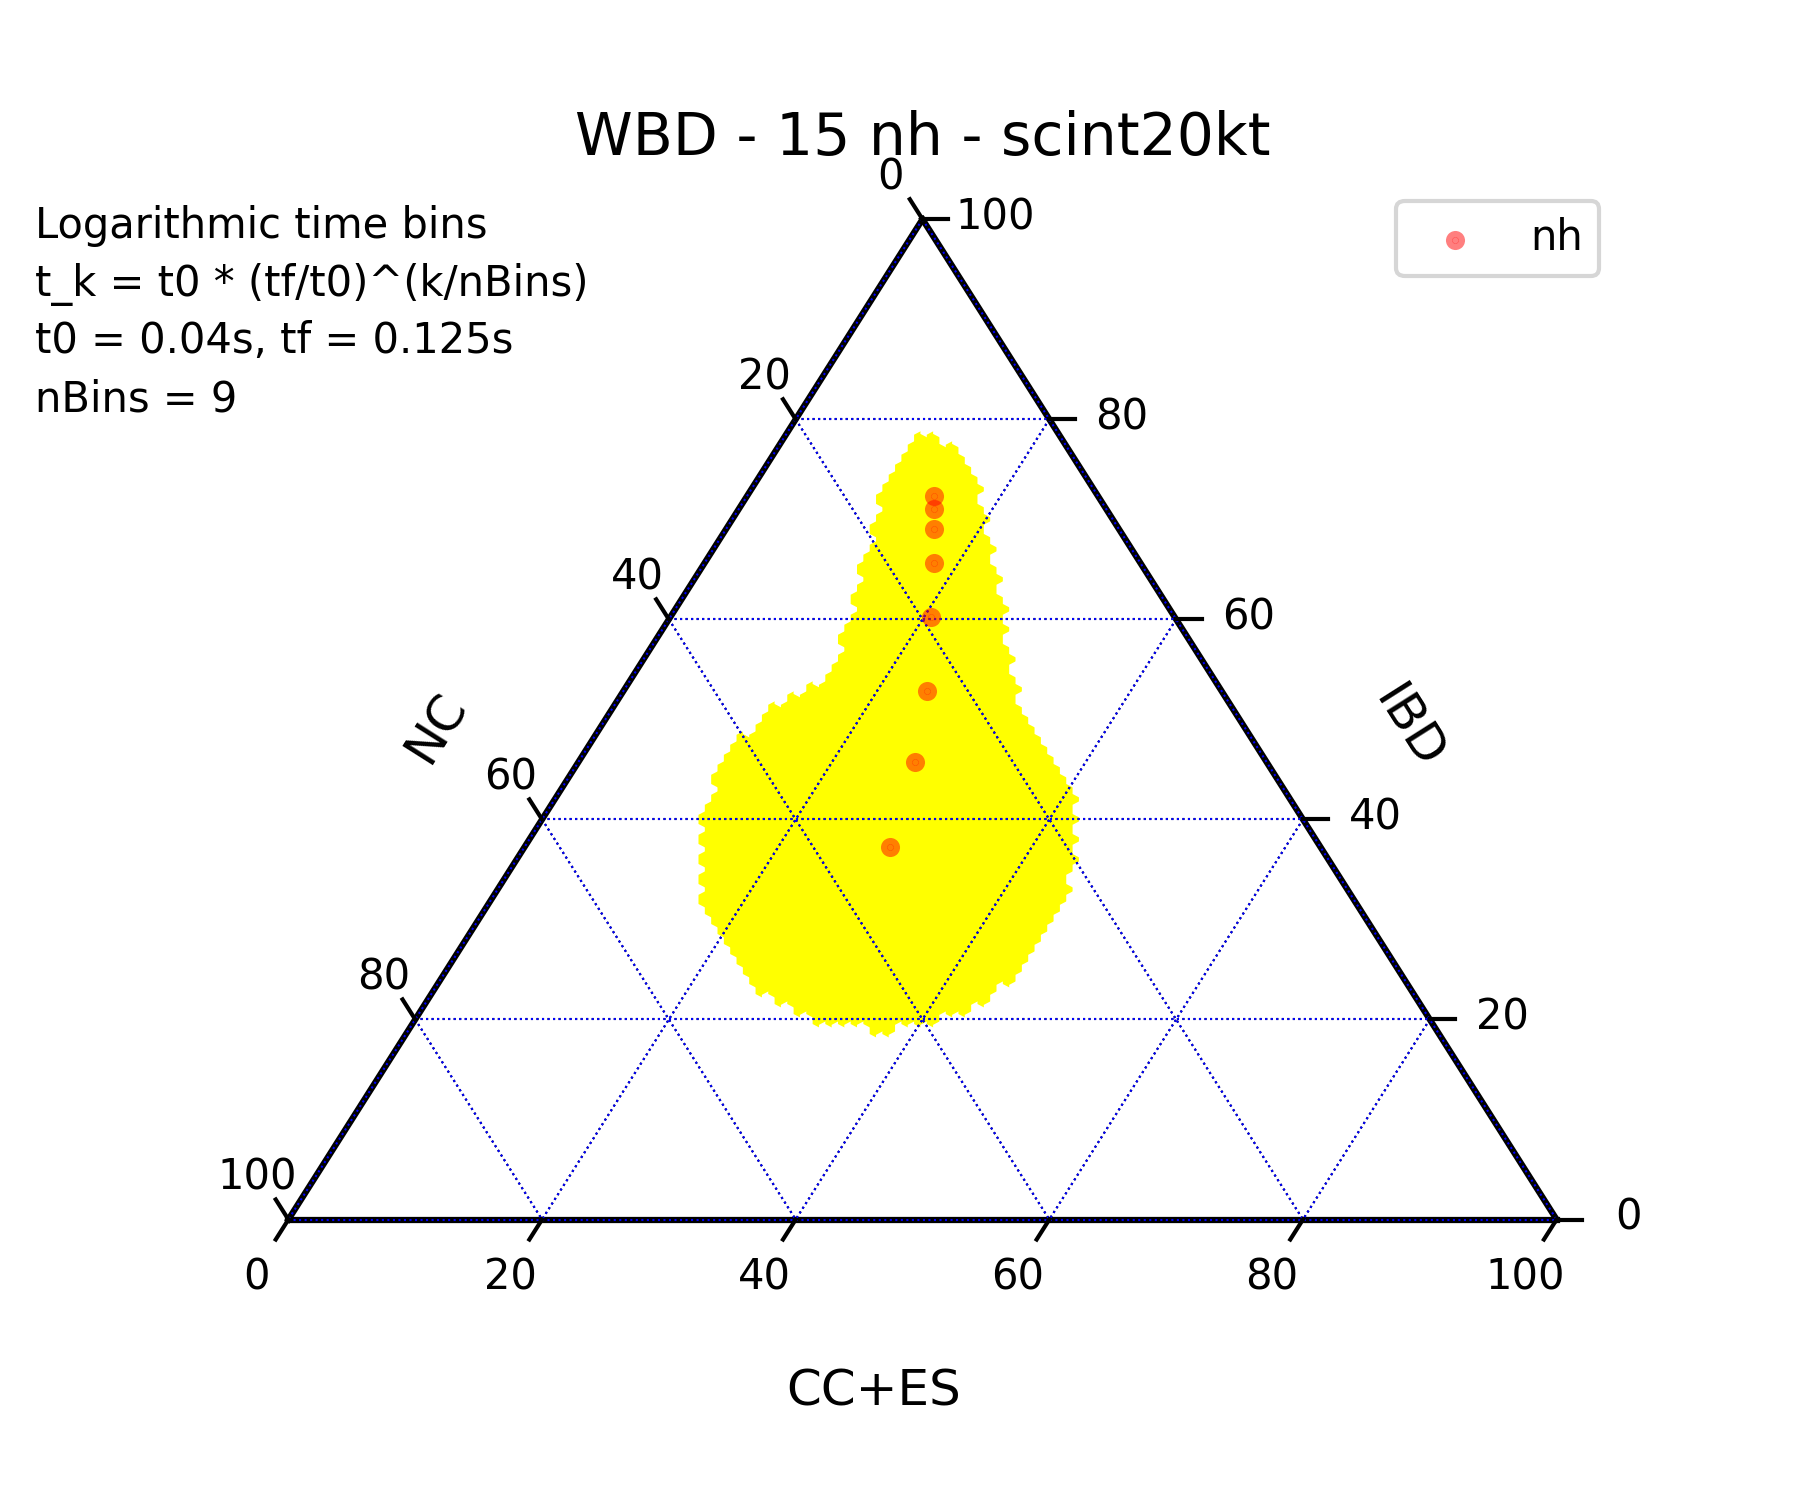 WBD - 15 nh - scint20kt
Logarithmic time bins
t_k = t0 * (tf/t0)^(k/nBins)
t0 = 0.04s, tf = 0.125s
nBins = 9
nh
0
100
20
80
40
60
NC
IBD
60
40
80
20
100
0
0
20
40
60
80
100
CC+ES